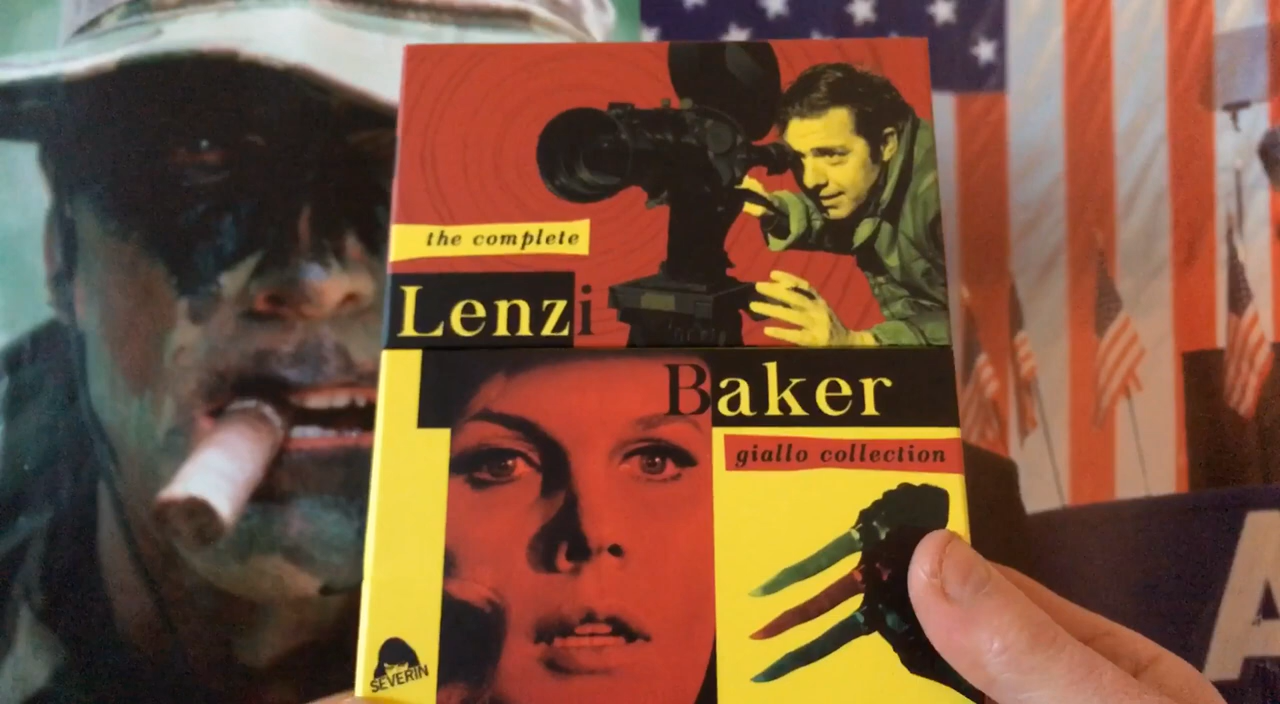 the complete
Lenzi
Baker
giallo collection
SEVERIN
A